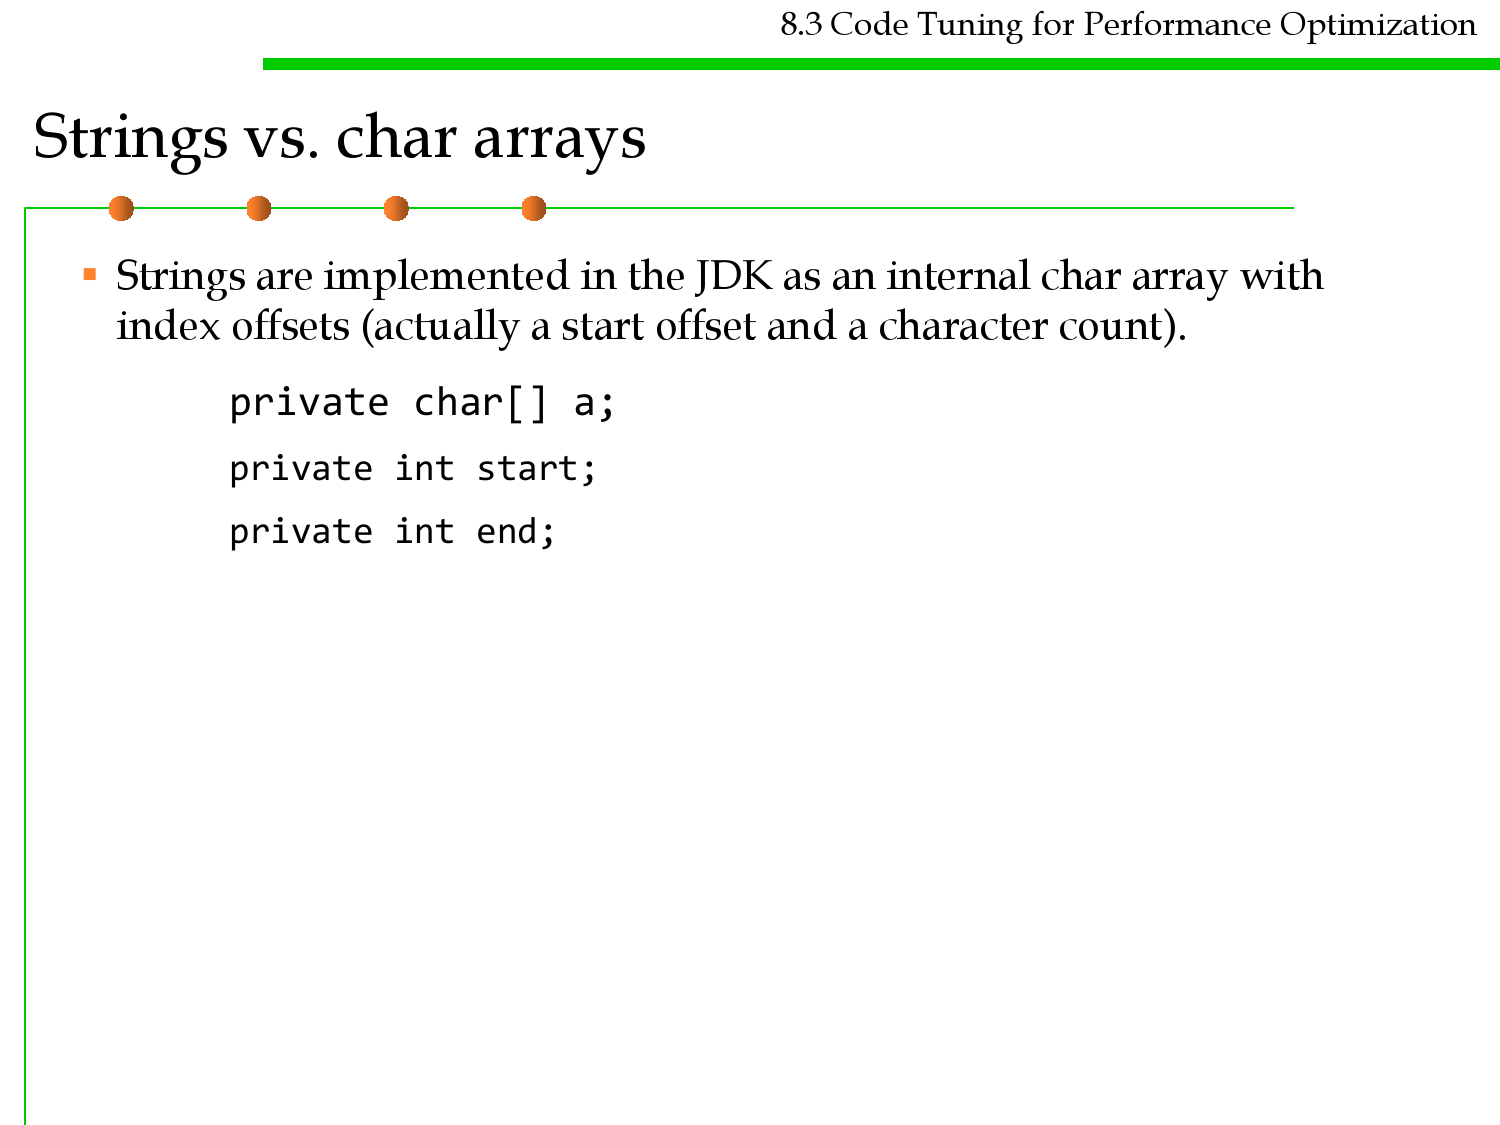 8.3 Code Tuning for Performance Optimization
Strings vs. char arrays
▪ Strings are implemented in the JDK as an internal char array with
index offsets (actually a start offset and a character count).
private char[] a;
private int start;
private int end;